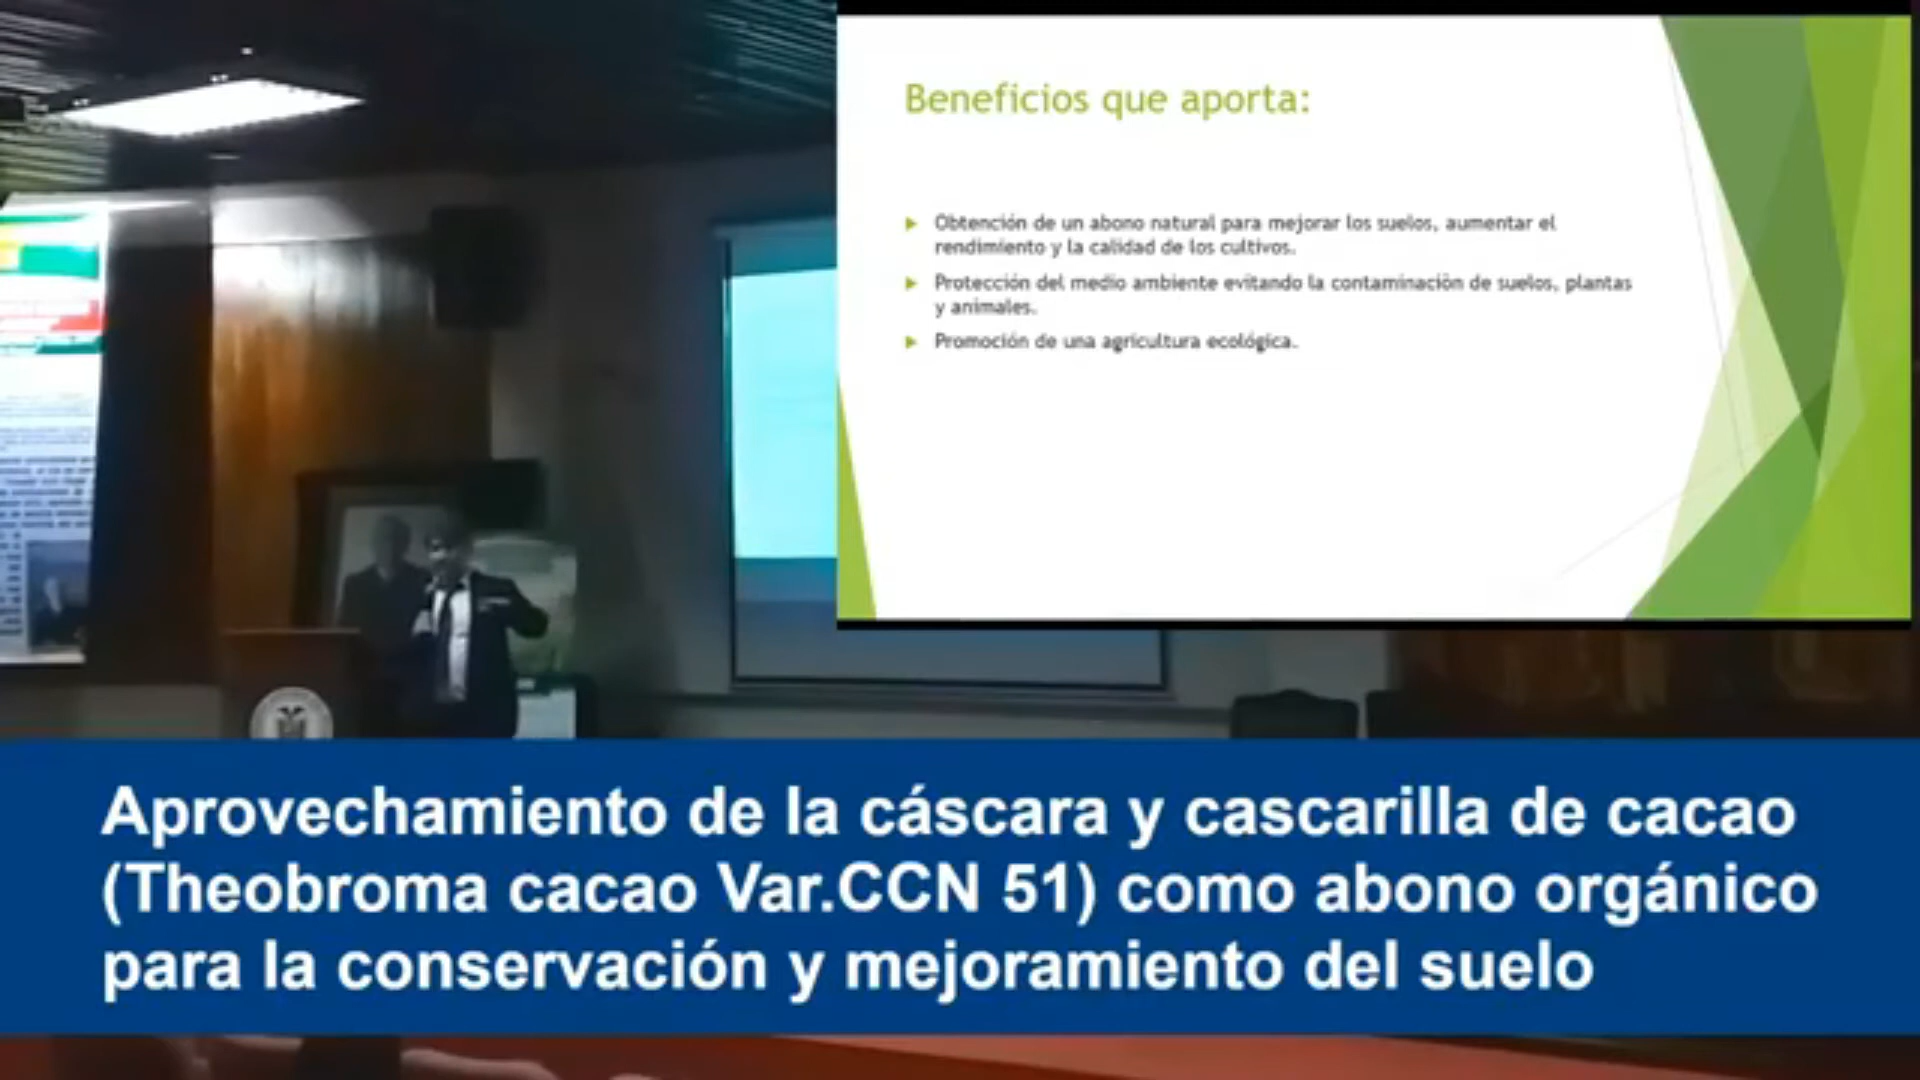 Beneficios que aporta:
Obtención de un abono natural para mejorar los suelos, aumentar el
rendimiento y la calidad de los cultivos.
Protección del medio ambiente evitando la contaminación de suelos, plantas
y animales.
Promoción de una agricultura ecológica.
Aprovechamiento de la cáscara y cascarilla de cacao
(Theobroma cacao Var.CCN 51) como abono orgánico
para la conservación y mejoramiento del suelo